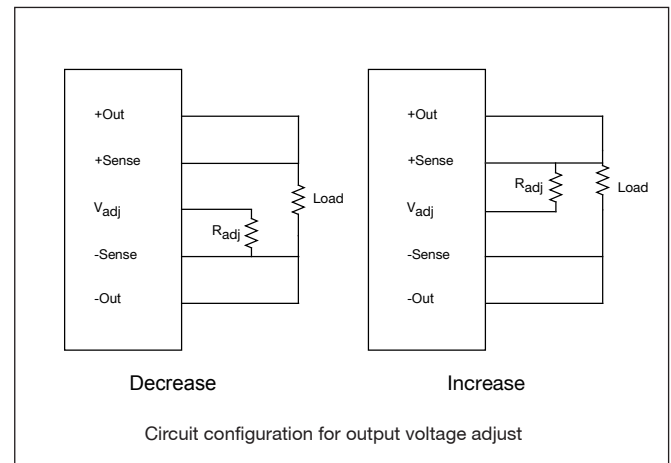 +Out
+Sense
Vadj
Radj
Load
-Sense
-Out
Decrease
+Out
+Sense
Radj
Load
Vadj
-Sense
-Out
Increase
Circuit configuration for output voltage adjust